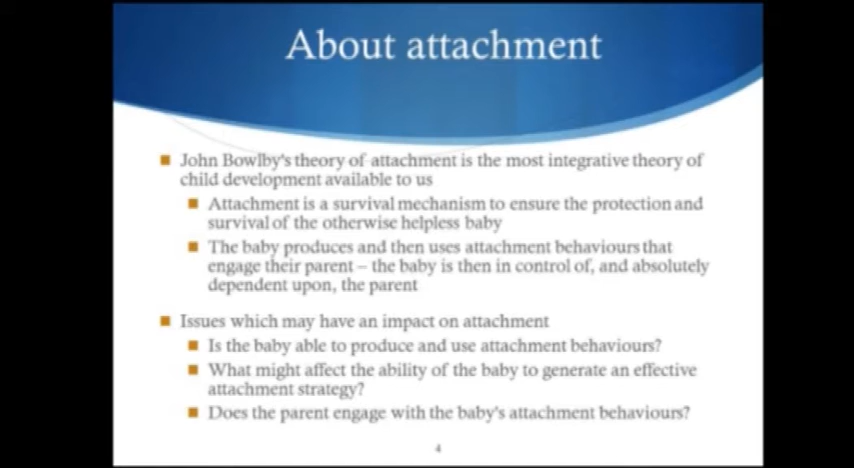 About attachment
John Bowlby's theory of attachment is the most integrative theory of
child development available to us
Attachment is a survival mechanism to ensure the protection and
survival of the otherwise helpless baby
The baby produces and then uses attachment behaviours that
engage their parent – the baby is then in control of, and absolutely
dependent upon, the parent
Issues which may have an impact on attachment
Is the baby able to produce and use attachment behaviours?
What might affect the ability of the baby to generate an effective
attachment strategy?
Does the parent engage with the baby's attachment behaviours?
4